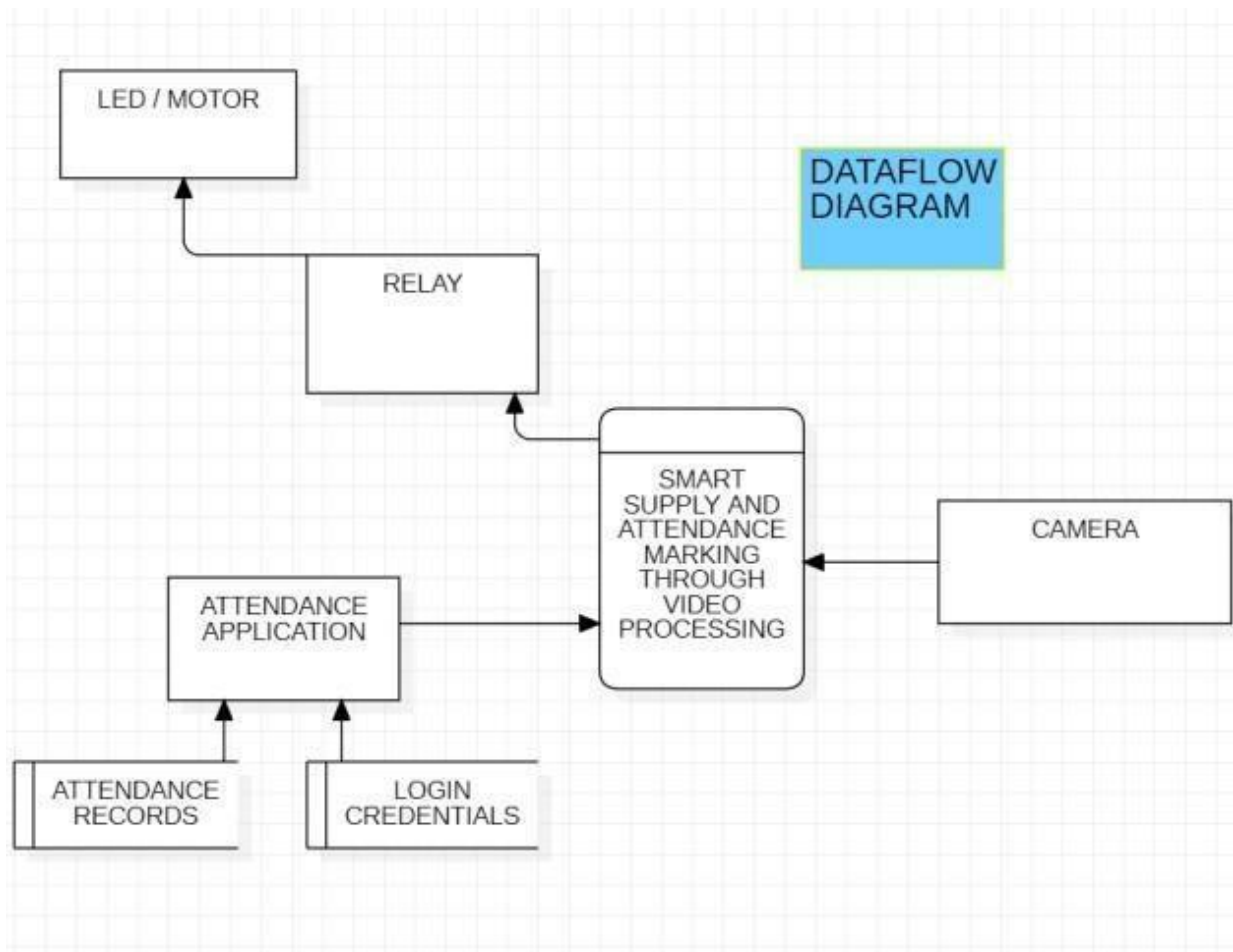 LED / MOTOR
DATAFLOW
DIAGRAM
RELAY
SMART
SUPPLY AND
ATTENDANCE
MARKING
THROUGH
VIDEO
PROCESSING
CAMERA
ATTENDANCE
APPLICATION
ATTENDANCE
RECORDS
LOGIN
CREDENTIALS